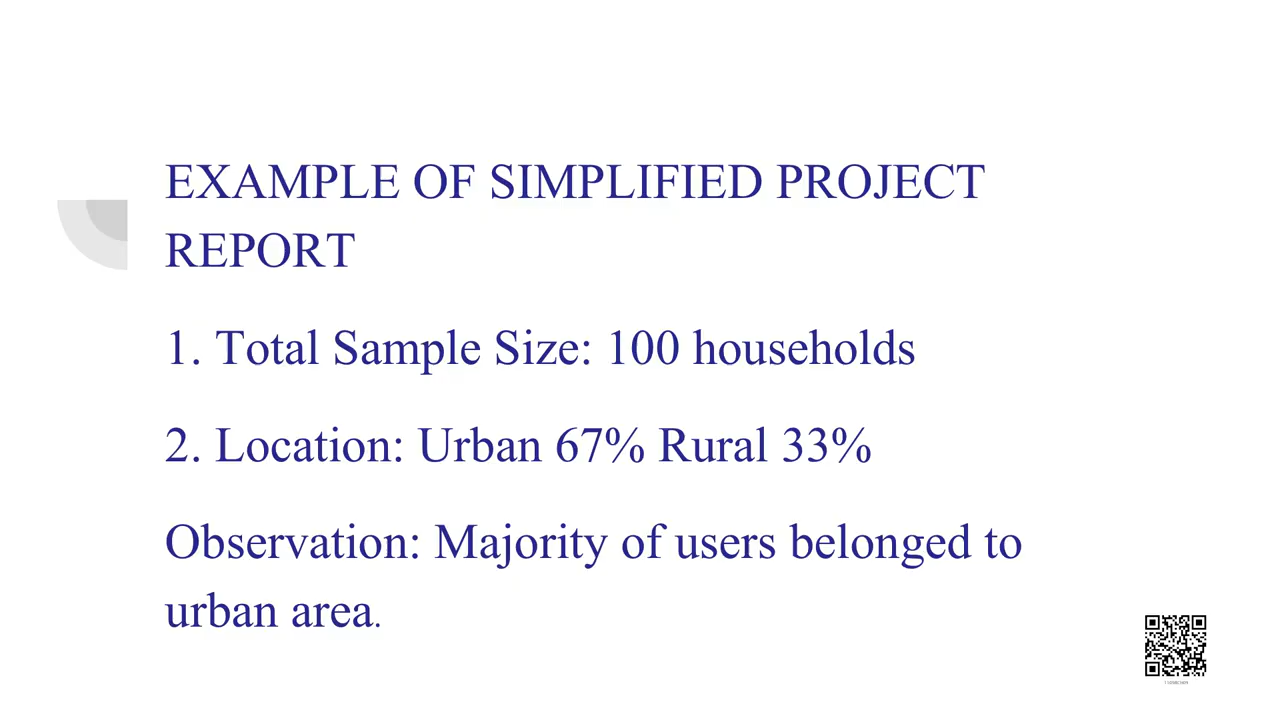 EXAMPLE OF SIMPLIFIED PROJECT
REPORT
1. Total Sample Size: 100 households
2. Location: Urban 67% Rural 33%
Observation: Majority of users belonged to
urban area.